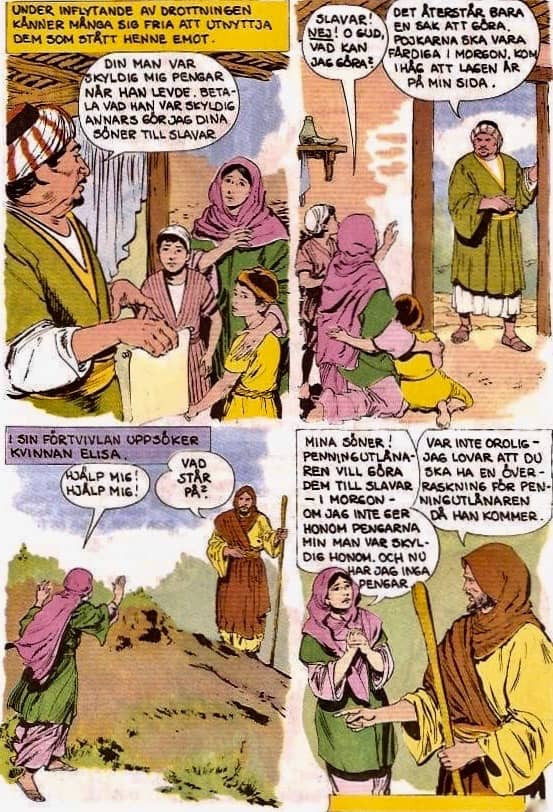 UNDER INFLYTANDE AV DROTTNINGEN
KÄNNER MÅNGA SIG FRIA ATT UTNYTTJA
DEM SOM STÅTT HENNE EMOT.
DIN MAN VAR
SKYLDIG MIG PENGAR
NÄR HAN LEVDE. BETA-
LA VAD HAN VAR SKYLDIG
ANNARS GÖR JAG DINA
SÖNER TILL SLAVAR
SLAVAR!
NEJ! O GUD,
VAD KAN
JAG GÖRA?
DET ÅTERSTÅR BARA
EN SAK ATT GÖRA,
POJKARNA SKA VARA
FÄRDIGA I MORGON, KOM
IHÅG ATT LAGEN ÄR
PÅ MIN SIDA.
I SIN FÖRTVIVLAN UPPSÖKER
KVINNAN ELISA.
HJÄLP MIG!
HJÄLP MIG!
VAD
STÅR
PÅ?
MINA SÖNER!
PENNINGUTLÅNA-
REN VILL GÖRA
DEM TILL SLAVAR
– I MORGON –
OM JAG INTE GER
HONOM PENGARNA
MIN MAN VAR SKYL-
DIG HONOM. OCH NU
HAR JAG INGA
PENGAR
VAR INTE OROLIG –
JAG LOVAR ATT DU
SKA HA EN ÖVER-
RASKNING FÖR PEN-
NINGUTLÅNAREN
DÅ HAN KOMMER.